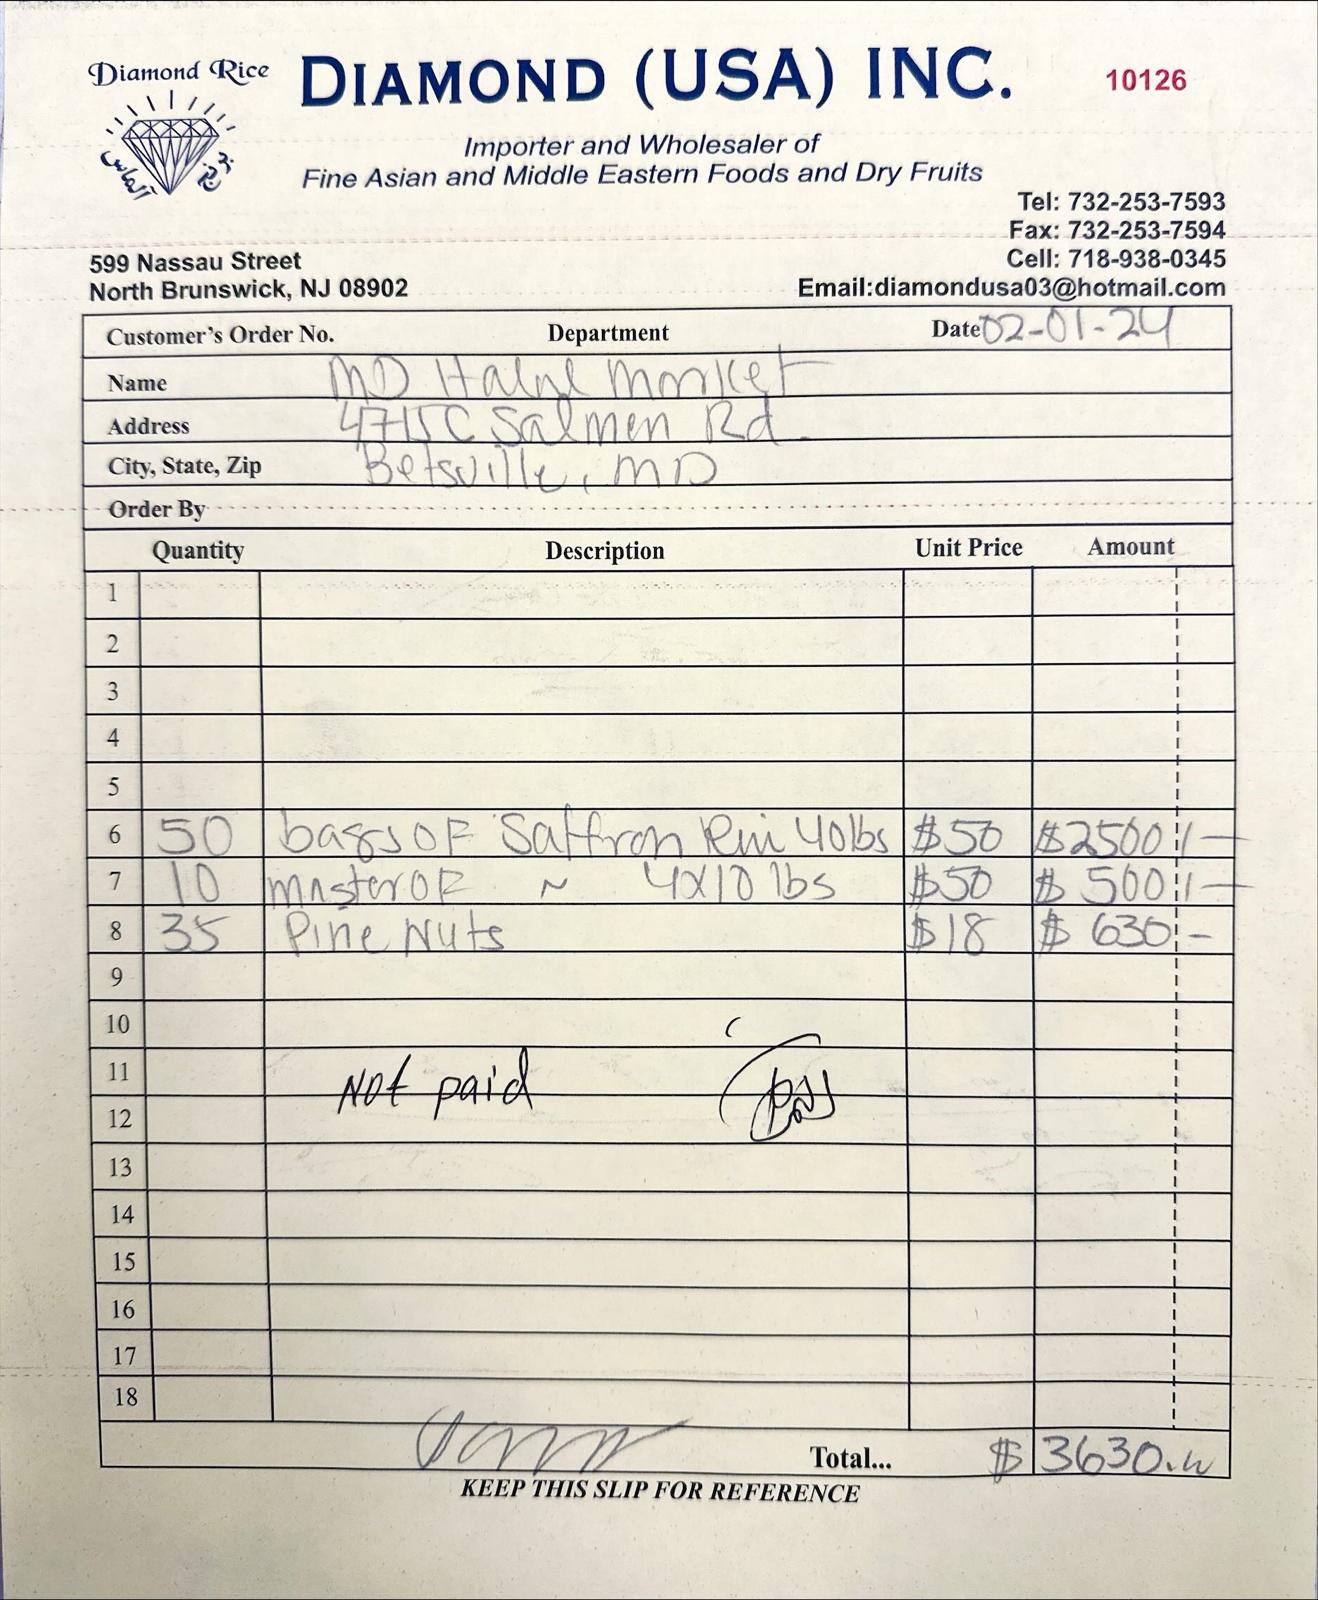 Diamond Rice
DIAMOND (USA) INC.
10126
الماس
Importer and Wholesaler of
Fine Asian and Middle Eastern Foods and Dry Fruits
Tel: 732-253-7593
Fax: 732-253-7594
Cell: 718-938-0345
Email:diamondusa03@hotmail.com
599 Nassau Street
North Brunswick, NJ 08902
Customer's Order No. Department Date 02-01-24
Name MD Halal Market
Address 4715C Salmen Rd.
City, State, Zip Betsville, MD
Order By
Quantity Description Unit Price Amount
1
2
3
4
5
6 50 bags OF Saffron 40lbs $50 $2500/-
7 10 master OF ~ 4x10 lbs $50 $500/-
8 35 Pine Nuts $18 $630-
9
10
11 Not paid
12
13
14
15
16
17
18
Total... $3630.
KEEP THIS SLIP FOR REFERENCE